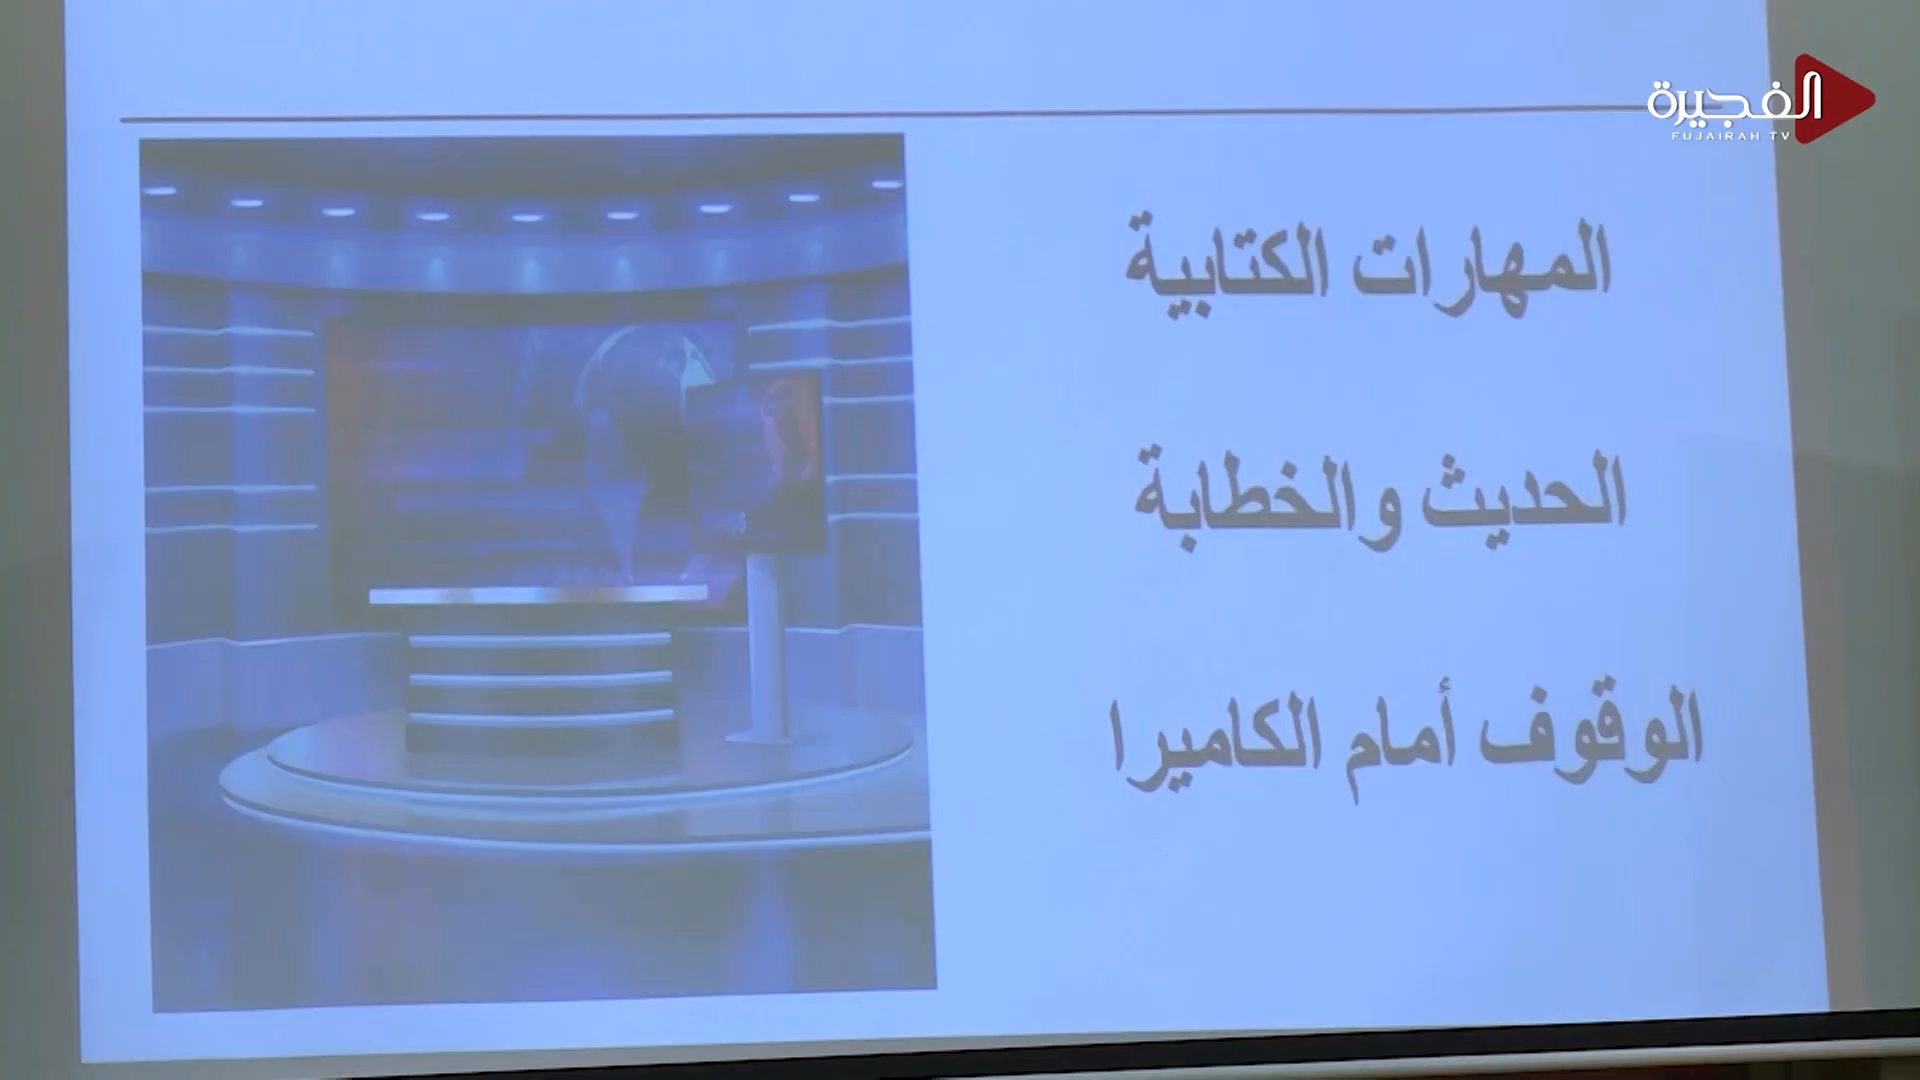 الفجيرة
FUJAIRAH TV
المهارات الكتابية
الحديث والخطابة
الوقوف أمام الكاميرا